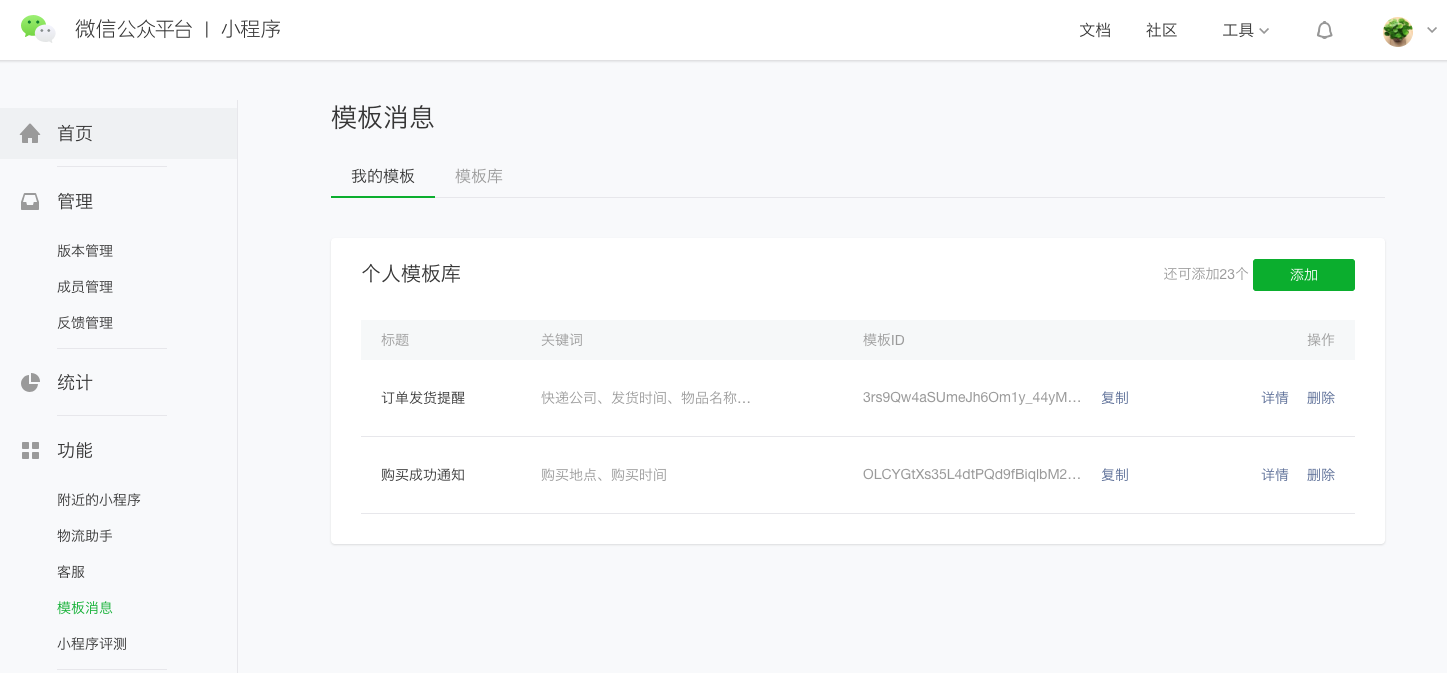 微信公众平台 | 小程序
文档 社区 工具
首页
管理
版本管理
成员管理
反馈管理
统计
功能
附近的小程序
物流助手
客服
模板消息
小程序评测
模板消息
我的模板 模板库
个人模板库 还可添加23个 添加
标题 关键词 模板ID 操作
订单发货提醒 快递公司、发货时间、物品名称... 3rs9Qw4aSUmeJh6Om1y_44yM... 复制 详情 删除
购买成功通知 购买地点、购买时间 OLCYGtXs35L4dtPQd9fBiqlbM2... 复制 详情 删除